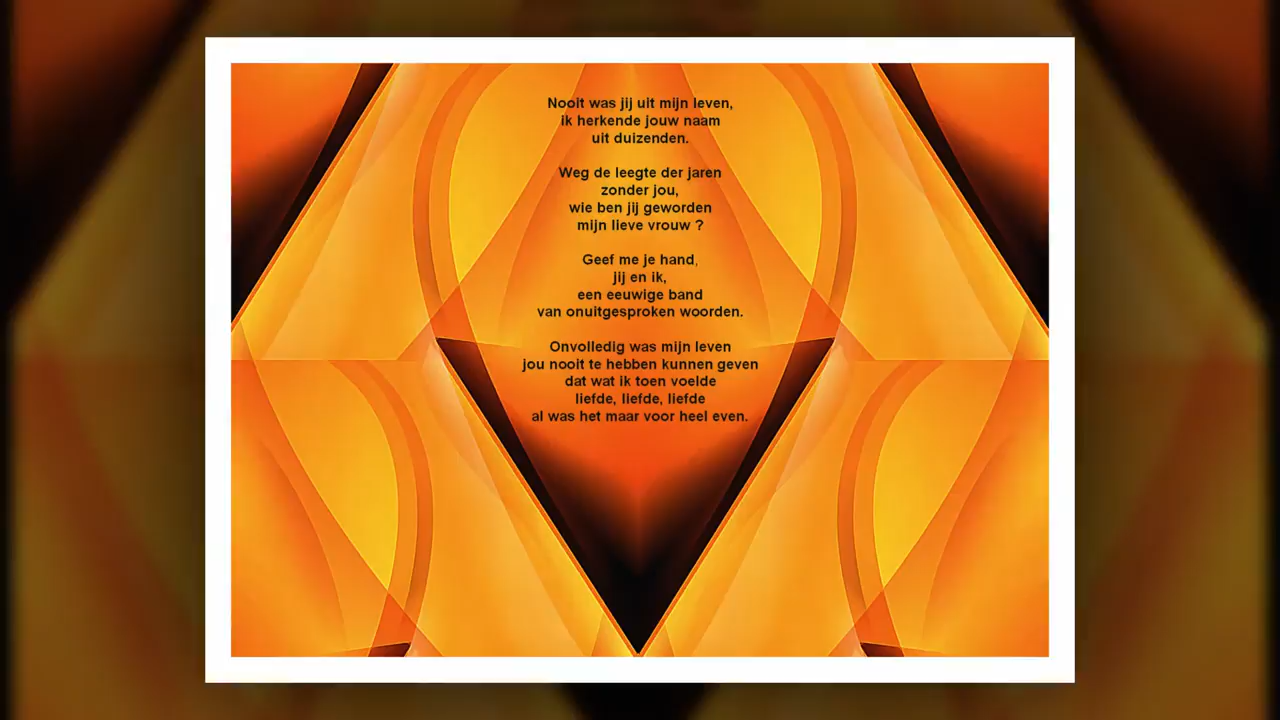 Nooit was jij uit mijn leven,
ik herkende jouw naam
uit duizenden.
Weg de leegte der jaren
zonder jou,
wie ben jij geworden
mijn lieve vrouw ?
Geef me je hand,
jij en ik,
een eeuwige band
van onuitgesproken woorden.
Onvolledig was mijn leven
jou nooit te hebben kunnen geven
dat wat ik toen voelde
liefde, liefde, liefde
al was het maar voor heel even.